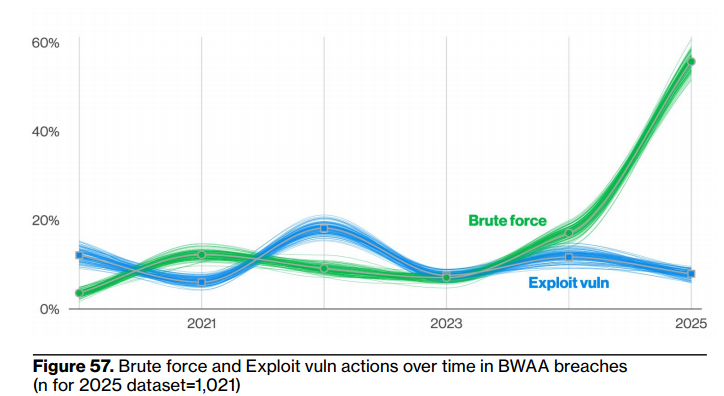 60%
40%
20%
0%
Brute force
Exploit vuln
2021
2023
2025
Figure 57. Brute force and Exploit vuln actions over time in BWAA breaches
(n for 2025 dataset=1,021)